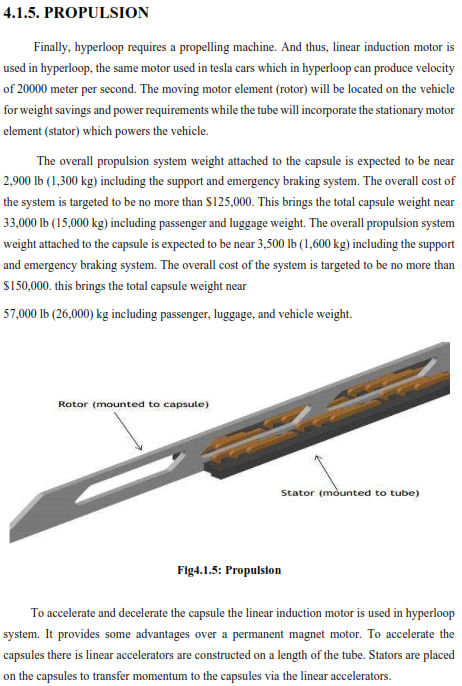 4.1.5. PROPULSION
Finally, hyperloop requires a propelling machine. And thus, linear induction motor is
used in hyperloop, the same motor used in tesla cars which in hyperloop can produce velocity
of 20000 meter per second. The moving motor element (rotor) will be located on the vehicle
for weight savings and power requirements while the tube will incorporate the stationary motor
element (stator) which powers the vehicle.
The overall propulsion system weight attached to the capsule is expected to be near
2,900 lb (1,300 kg) including the support and emergency braking system. The overall cost of
the system is targeted to be no more than $125,000. This brings the total capsule weight near
33,000 lb (15,000 kg) including passenger and luggage weight. The overall propulsion system
weight attached to the capsule is expected to be near 3,500 lb (1,600 kg) including the support
and emergency braking system. The overall cost of the system is targeted to be no more than
$150,000. this brings the total capsule weight near
57,000 lb (26,000) kg including passenger, luggage, and vehicle weight.
Rotor (mounted to capsule)
Stator (mounted to tube)
Fig4.1.5: Propulsion
To accelerate and decelerate the capsule the linear induction motor is used in hyperloop
system. It provides some advantages over a permanent magnet motor. To accelerate the
capsules there is linear accelerators are constructed on a length of the tube. Stators are placed
on the capsules to transfer momentum to the capsules via the linear accelerators.